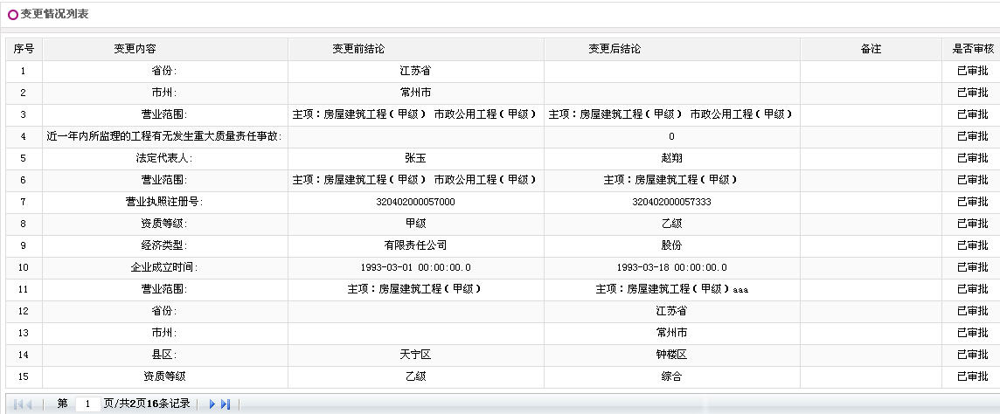 变更情况列表
序号 变更内容 变更前结论 变更后结论 备注 是否审核
1 省份: 江苏省 已审批
2 市州: 常州市 已审批
3 营业范围: 主项：房屋建筑工程（甲级） 市政公用工程（甲级） 主项：房屋建筑工程（甲级） 市政公用工程（甲级） 已审批
4 近一年内所监理的工程有无发生重大质量责任事故: 0 已审批
5 法定代表人: 张玉 赵翔 已审批
6 营业范围: 主项：房屋建筑工程（甲级） 市政公用工程（甲级） 主项：房屋建筑工程（甲级） 已审批
7 营业执照注册号: 320402000057000 320402000057333 已审批
8 资质等级: 甲级 乙级 已审批
9 经济类型: 有限责任公司 股份 已审批
10 企业成立时间: 1993-03-01 00:00:00.0 1993-03-18 00:00:00.0 已审批
11 营业范围: 主项：房屋建筑工程（甲级） 主项：房屋建筑工程（甲级）aaa 已审批
12 省份: 江苏省 已审批
13 市州: 常州市 已审批
14 县区: 天宁区 钟楼区 已审批
15 资质等级 乙级 综合 已审批
第 1 页/共2页16条记录